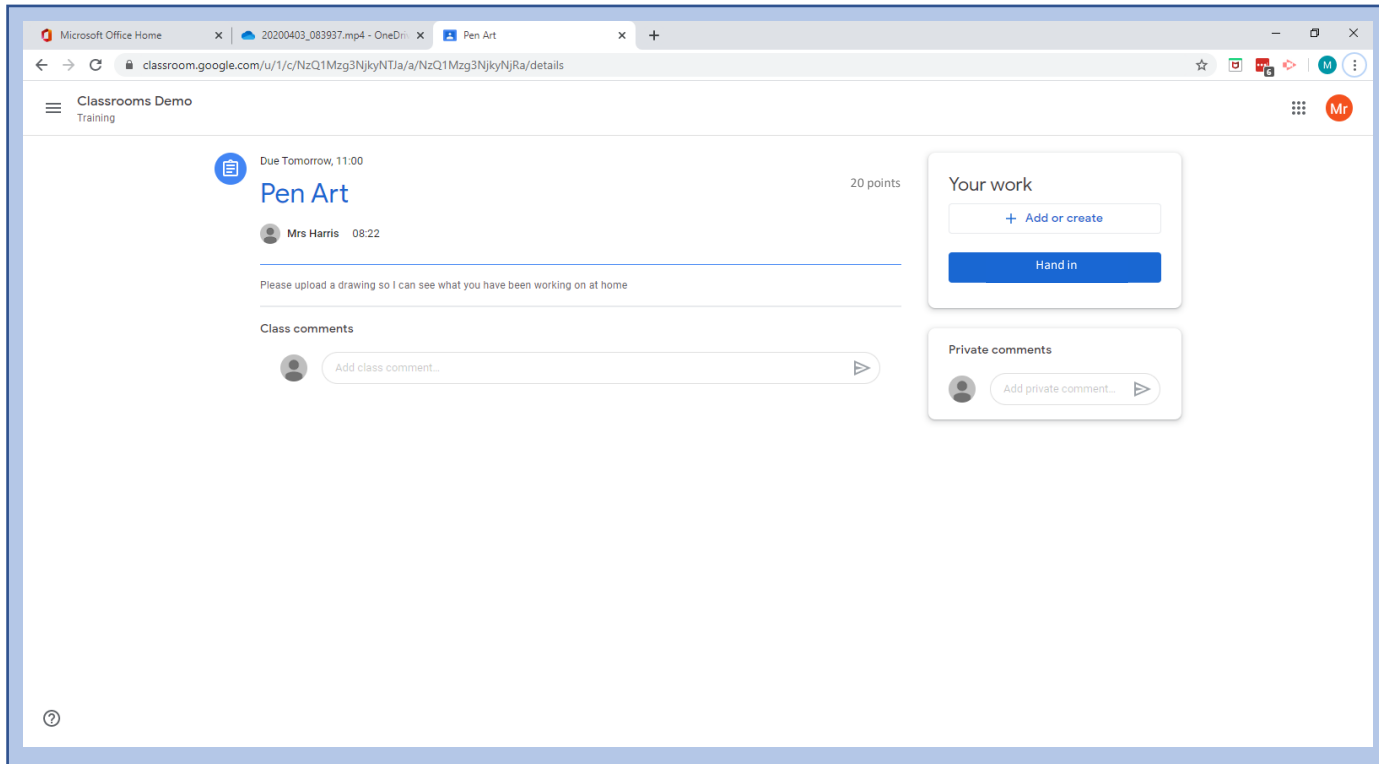 Microsoft Office Home
20200403_083937.mp4 - OneDri
Pen Art
classroom.google.com/u/1/c/NzQ1Mzg3NjkyNTJa/a/NzQ1Mzg3NjkyNjRa/details
6
M
Classrooms Demo
Training
Mr
Due Tomorrow, 11:00
Pen Art
20 points
Mrs Harris 08:22
Please upload a drawing so I can see what you have been working on at home
Class comments
Add class comment...
Your work
+ Add or create
Hand in
Private comments
Add private comment...